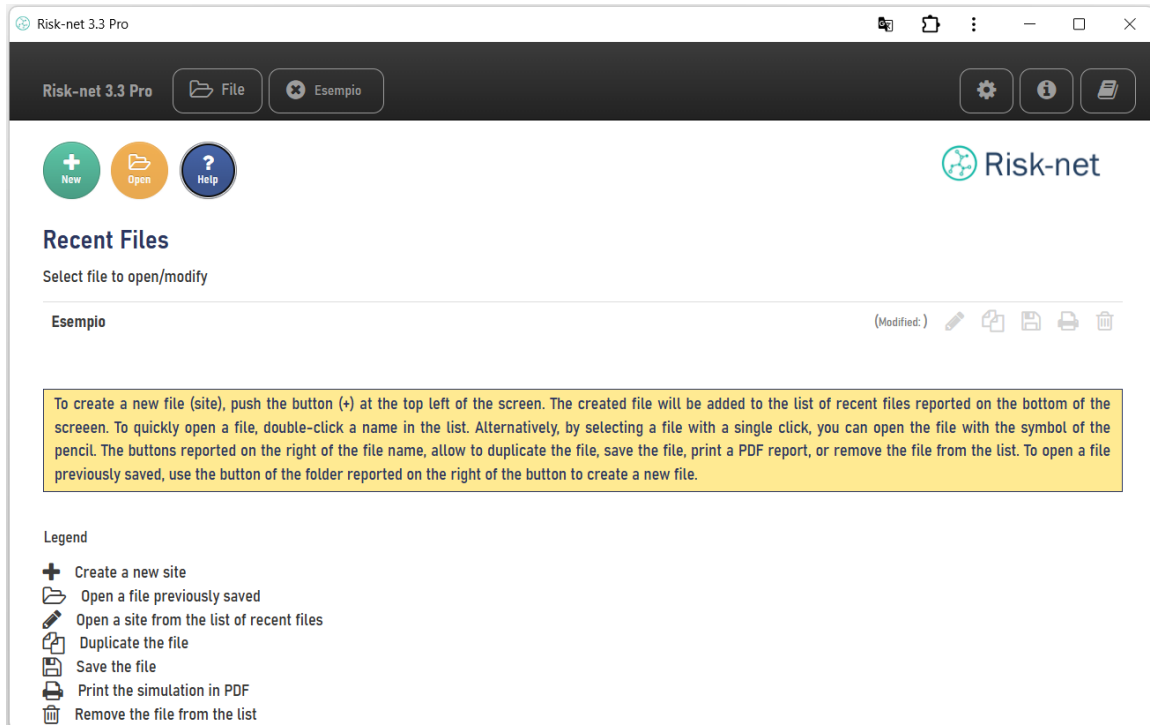 Risk-net 3.3 Pro
Risk-net 3.3 Pro File Esempio
New Open Help Risk-net
Recent Files
Select file to open/modify
Esempio (Modified: )
To create a new file (site), push the button (+) at the top left of the screen. The created file will be added to the list of recent files reported on the bottom of the
screeen. To quickly open a file, double-click a name in the list. Alternatively, by selecting a file with a single click, you can open the file with the symbol of the
pencil. The buttons reported on the right of the file name, allow to duplicate the file, save the file, print a PDF report, or remove the file from the list. To open a file
previously saved, use the button of the folder reported on the right of the button to create a new file.
Legend
Create a new site
Open a file previously saved
Open a site from the list of recent files
Duplicate the file
Save the file
Print the simulation in PDF
Remove the file from the list